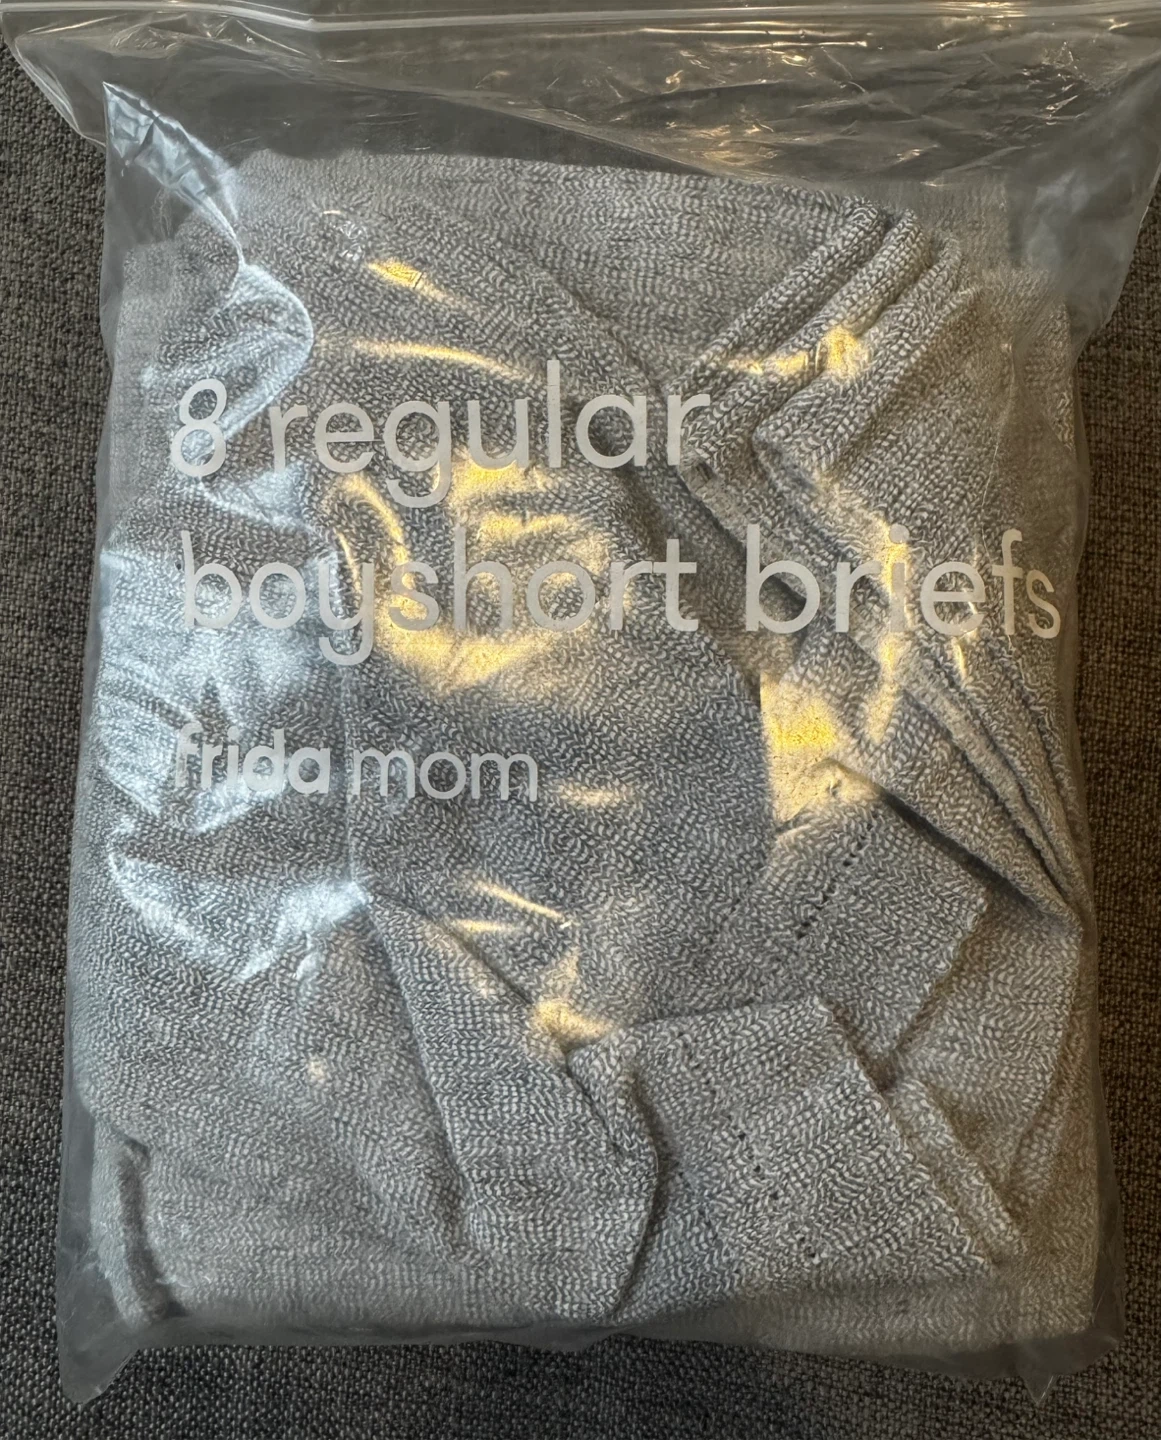 8 regular
boyshort briefs
frida mom